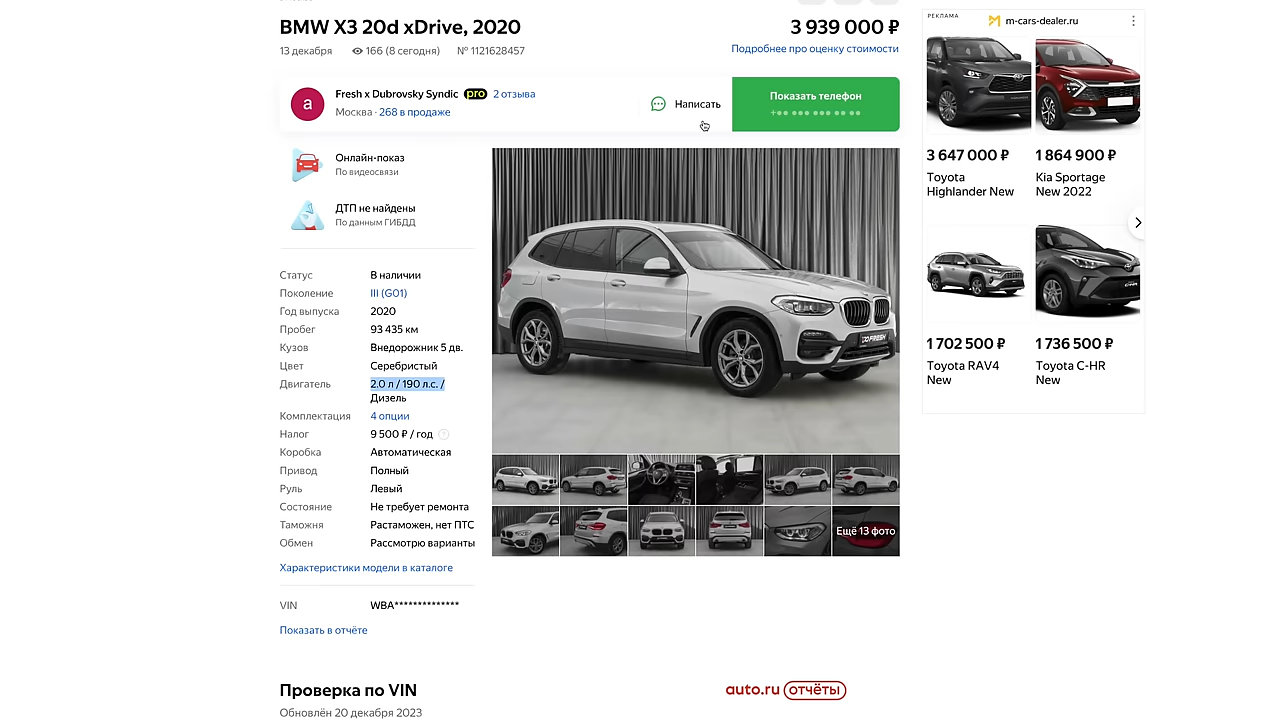 BMW X3 20d xDrive, 2020
3 939 000 ₽
13 декабря
166 (8 сегодня)
№ 1121628457
Подробнее про оценку стоимости
a
Fresh x Dubrovsky Syndic pro 2 отзыва
Москва · 268 в продаже
Написать
Показать телефон
Онлайн-показ
По видеосвязи
ДТП не найдены
По данным ГИБДД
Статус В наличии
Поколение III (G01)
Год выпуска 2020
Пробег 93 435 км
Кузов Внедорожник 5 дв.
Цвет Серебристый
Двигатель 2.0 л / 190 л.с. /
Дизель
Комплектация 4 опции
Налог 9 500 ₽ / год ?
Коробка Автоматическая
Привод Полный
Руль Левый
Состояние Не требует ремонта
Таможня Растаможен, нет ПТС
Обмен Рассмотрю варианты
Характеристики модели в каталоге
VIN WBA**************
Показать в отчёте
FRESH
Ещё 13 фото
Проверка по VIN
auto.ru отчёты
Обновлён 20 декабря 2023
РЕКЛАМА
m-cars-dealer.ru
3 647 000 ₽
Toyota
Highlander New
1 864 900 ₽
Kia Sportage
New 2022
1 702 500 ₽
Toyota RAV4
New
1 736 500 ₽
Toyota C-HR
New